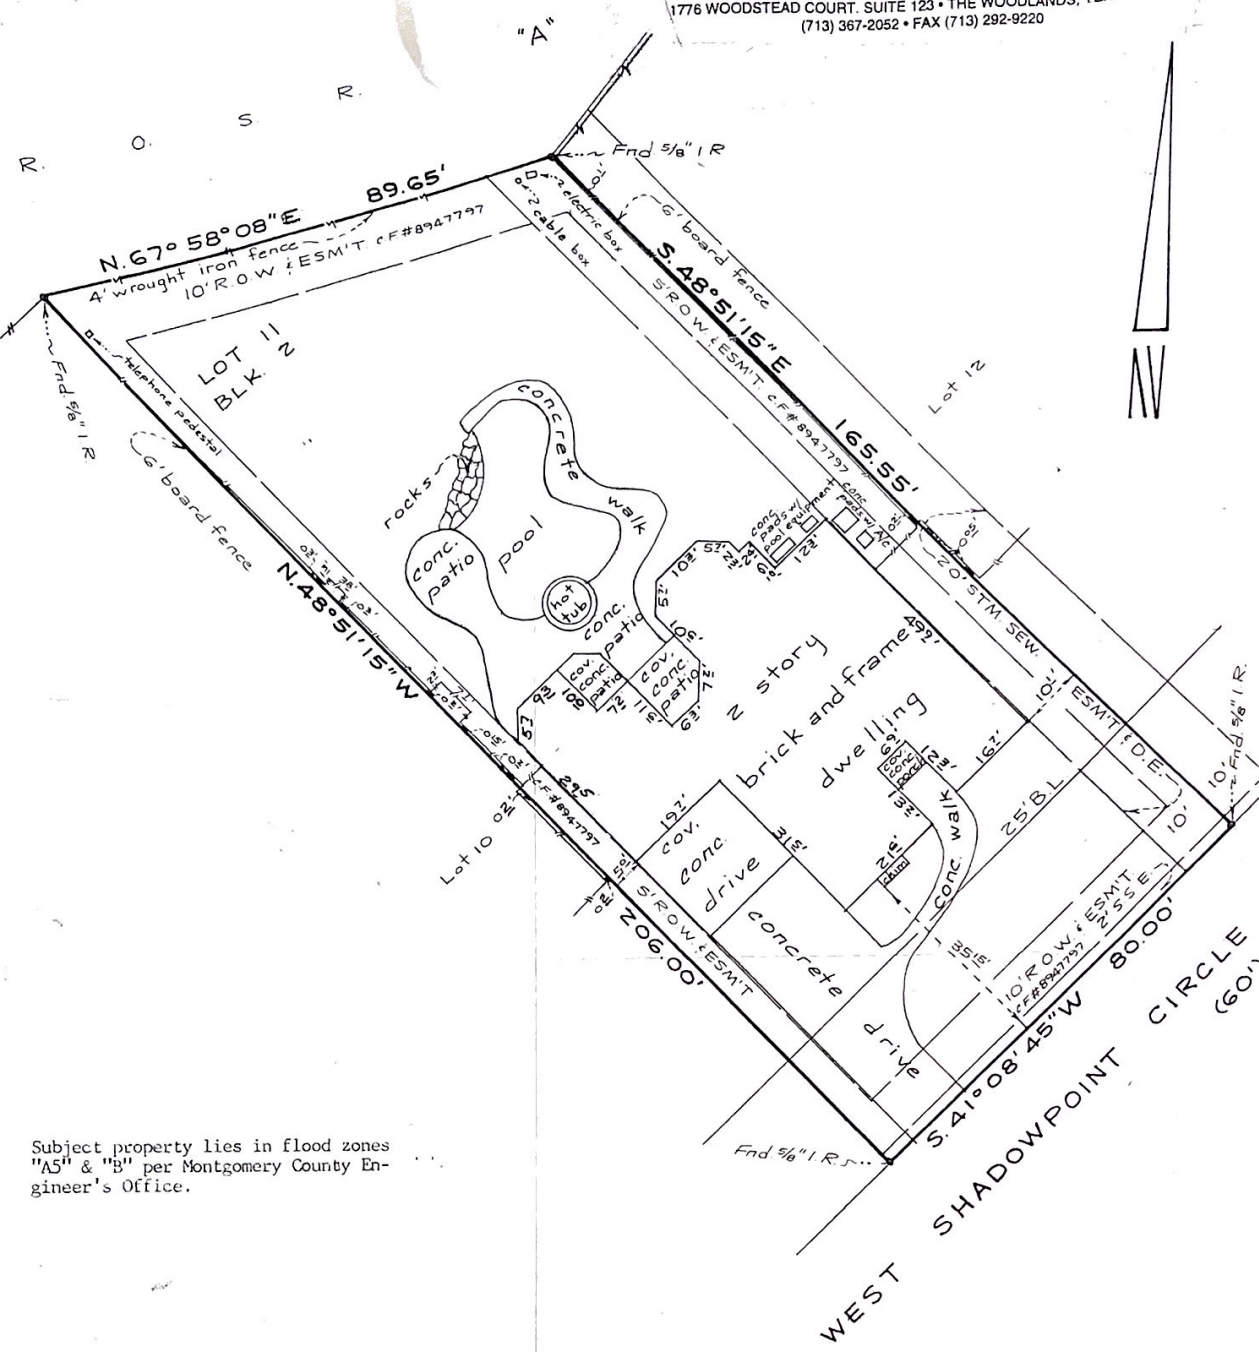 1776 WOODSTEAD COURT. SUITE 123 • THE WOODLANDS,
(713) 367-2052 • FAX (713) 292-9220
"A"
R. O. S. R.
Fnd 5/8" I R
N. 67° 58' 08" E 89.65'
4' wrought iron fence
10' R.O.W. & ESM'T. CF#8947797
electric box
cable box
6' board fence
S. 48° 51' 15" E 165.55'
5' R.O.W. & ESM'T. C.F.# 8947797
LOT 11
BLK. 2
Lot 12
N
telephone pedestal
Fnd. 5/8" I.R.
6' board fence
N. 48° 51' 15" W 206.00'
concrete
walk
rocks
pool
conc.
patio
hot
tub
conc.
patio
conc.
pads w/
pool equipment
conc
pads w/ A/C
cov.
conc.
patio
cov.
conc.
patio
2 story
brick and frame
dwelling
20' STM. SEW. ESM'T & D.E.
cov.
conc.
porch
conc. walk
25' B.L.
chim
cov.
conc.
drive
concrete
drive
C.F.#8947797
Lot 10
5' R.O.W. & ESM'T
10' R.O.W. & ESM'T.
C.F#8947797 2' S.S.E.
10'
10'
Fnd. 5/8" I.R.
S. 41° 08' 45" W 80.00'
Fnd. 5/8" I.R.
WEST SHADOWPOINT CIRCLE
(60')
Subject property lies in flood zones
"A5" & "B" per Montgomery County En-
gineer's Office.